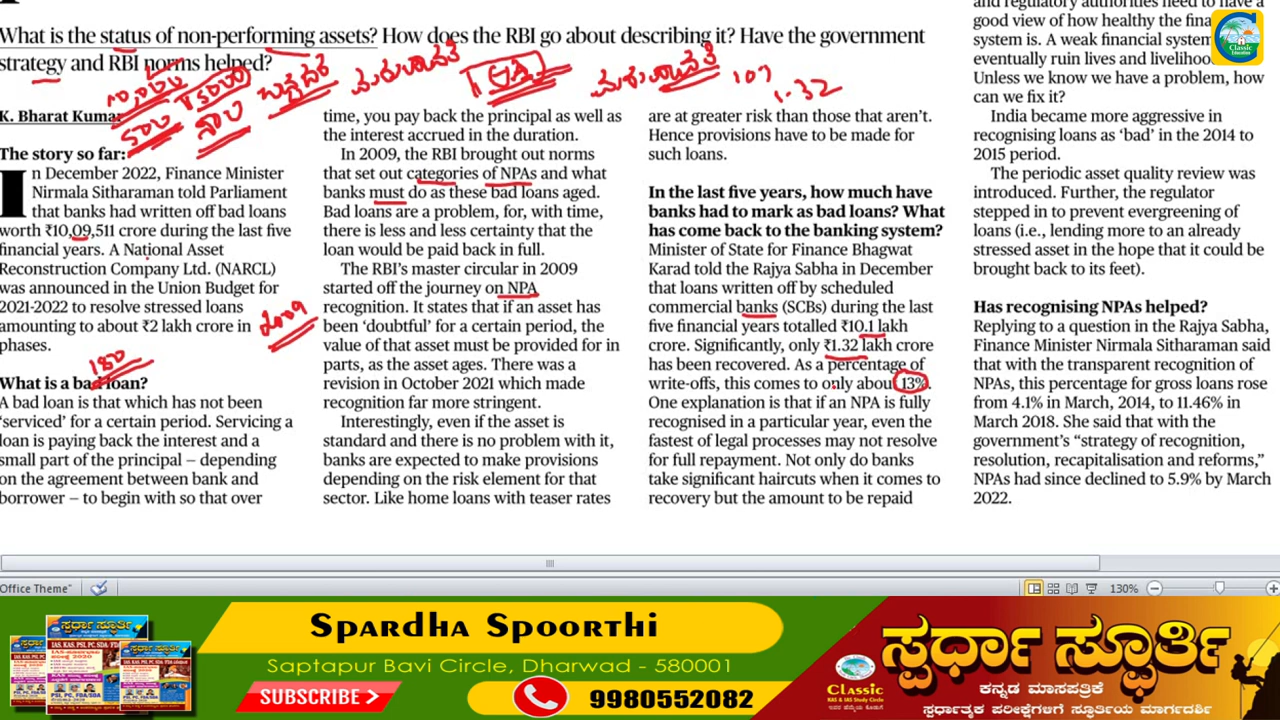 and regulatory authorities need to have a
good view of how healthy the
system is. A weak financial system
eventually ruin lives and
Unless we know we have a problem, how
can we fix it?
What is the status of non-performing assets? How does the RBI go about describing it? Have the government
strategy and RBI norms helped?
2009
180
107
1.32
K. Bharat Kumar
The story so far:
In December 2022, Finance Minister
Nirmala Sitharaman told Parliament
that banks had written off bad loans
worth ₹10,09,511 crore during the last five
financial years. A National Asset
Reconstruction Company Ltd. (NARCL)
was announced in the Union Budget for
2021-2022 to resolve stressed loans
amounting to about ₹2 lakh crore in
phases.
What is a bad loan?
A bad loan is that which has not been
‘serviced’ for a certain period. Servicing a
loan is paying back the interest and a
small part of the principal – depending
on the agreement between bank and
borrower – to begin with so that over
time, you pay back the principal as well as
the interest accrued in the duration.
In 2009, the RBI brought out norms
that set out categories of NPAs and what
banks must do as these bad loans aged.
Bad loans are a problem, for, with time,
there is less and less certainty that the
loan would be paid back in full.
The RBI’s master circular in 2009
started off the journey on NPA
recognition. It states that if an asset has
been ‘doubtful’ for a certain period, the
value of that asset must be provided for in
parts, as the asset ages. There was a
revision in October 2021 which made
recognition far more stringent.
Interestingly, even if the asset is
standard and there is no problem with it,
banks are expected to make provisions
depending on the risk element for that
sector. Like home loans with teaser rates
are at greater risk than those that aren’t.
Hence provisions have to be made for
such loans.
In the last five years, how much have
banks had to mark as bad loans? What
has come back to the banking system?
Minister of State for Finance Bhagwat
Karad told the Rajya Sabha in December
that loans written off by scheduled
commercial banks (SCBs) during the last
five financial years totalled ₹10.1 lakh
crore. Significantly, only ₹1.32 lakh crore
has been recovered. As a percentage of
write-offs, this comes to only about 13%.
One explanation is that if an NPA is fully
recognised in a particular year, even the
fastest of legal processes may not resolve
for full repayment. Not only do banks
take significant haircuts when it comes to
recovery but the amount to be repaid
India became more aggressive in
recognising loans as ‘bad’ in the 2014 to
2015 period.
The periodic asset quality review was
introduced. Further, the regulator
stepped in to prevent evergreening of
loans (i.e., lending more to an already
stressed asset in the hope that it could be
brought back to its feet).
Has recognising NPAs helped?
Replying to a question in the Rajya Sabha,
Finance Minister Nirmala Sitharaman said
that with the transparent recognition of
NPAs, this percentage for gross loans rose
from 4.1% in March, 2014, to 11.46% in
March 2018. She said that with the
government’s “strategy of recognition,
resolution, recapitalisation and reforms,”
NPAs had since declined to 5.9% by March
2022.
Classic
Education
Office Theme"
130%
ಸ್ಪರ್ಧಾ ಸ್ಫೂರ್ತಿ
Spardha Spoorthi
Saptapur Bavi Circle, Dharwad - 580001
SUBSCRIBE >
9980552082
Classic
IAS & KAS Study Circle
ಸ್ಪರ್ಧಾ ಸ್ಫೂರ್ತಿ
ಕನ್ನಡ ಮಾಸಪತ್ರಿಕೆ
ಸ್ಪರ್ಧಾತ್ಮಕ ಪರೀಕ್ಷೆಗಳಿಗೆ ಸ್ಫೂರ್ತಿಯ ಮಾರ್ಗದರ್ಶಿ